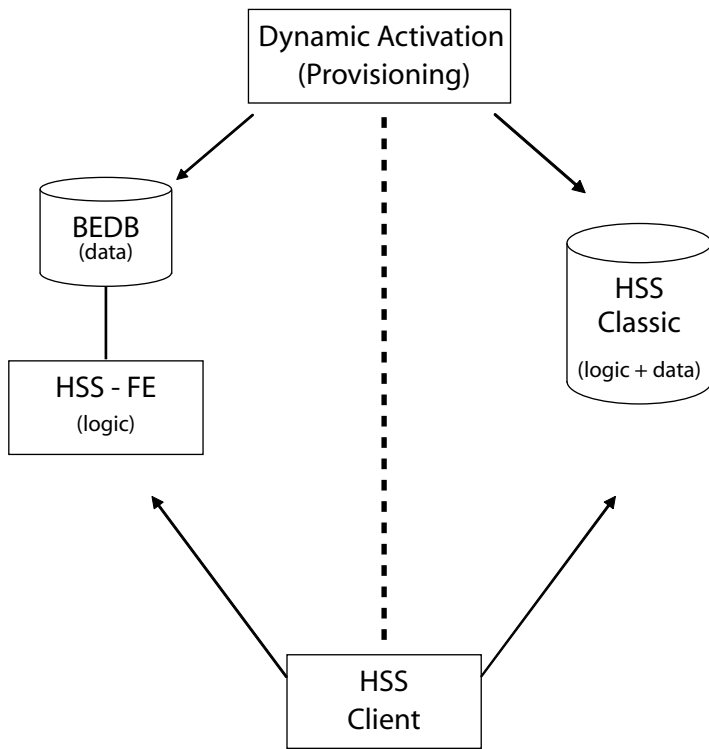 Dynamic Activation
(Provisioning)
BEDB
(data)
HSS - FE
(logic)
HSS
Classic
(logic + data)
HSS
Client